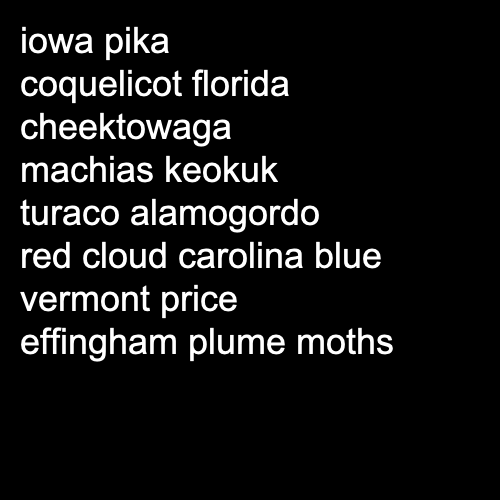 iowa pika
coquelicot florida
cheektowaga
machias keokuk
turaco alamogordo
red cloud carolina blue
vermont price
effingham plume moths